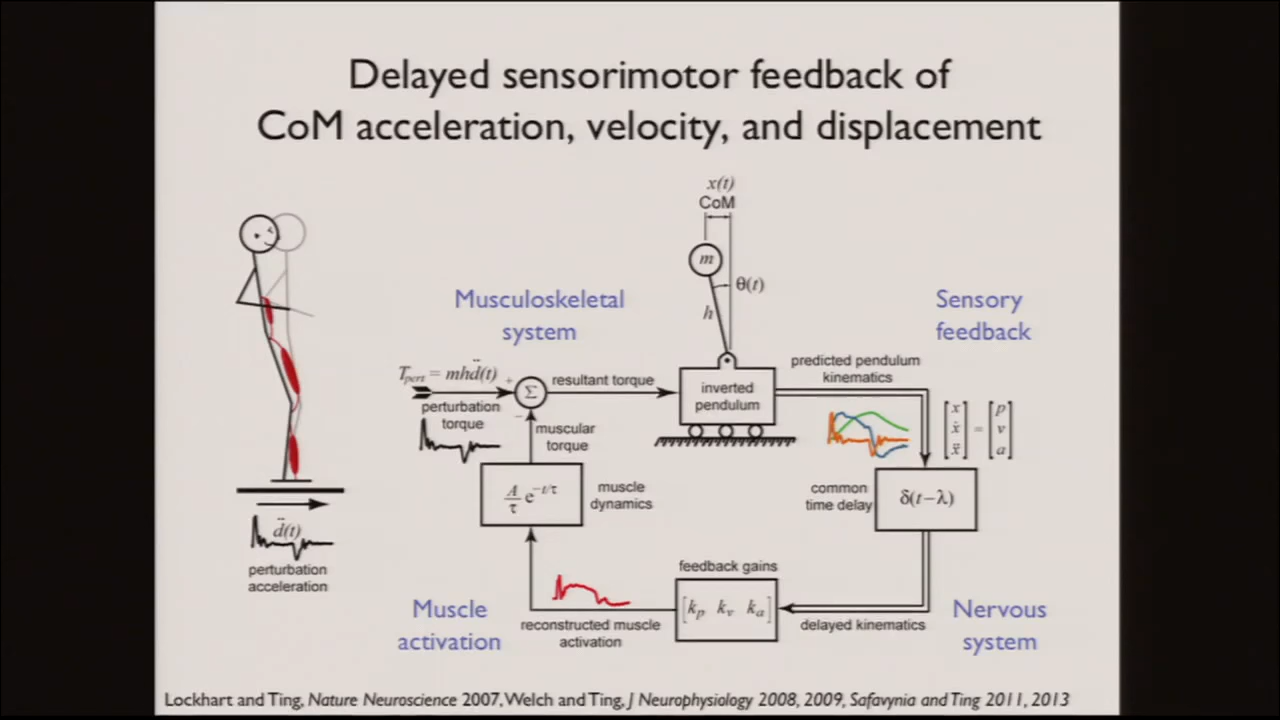 Delayed sensorimotor feedback of
CoM acceleration, velocity, and displacement
x(t)
CoM
m
θ(t)
h
Musculoskeletal
system
Sensory
feedback
T_pert = mhd̈(t)
+
perturbation
torque
Σ
−
resultant torque
muscular
torque
inverted
pendulum
predicted pendulum
kinematics
[x ẋ ẍ] = [p v a]
A/τ e^−t/τ
muscle
dynamics
common
time delay
δ(t−λ)
d̈(t)
perturbation
acceleration
feedback gains
[k_p k_v k_a]
Muscle
activation
reconstructed muscle
activation
delayed kinematics
Nervous
system
Lockhart and Ting, Nature Neuroscience 2007, Welch and Ting, J Neurophysiology 2008, 2009, Safavynia and Ting 2011, 2013